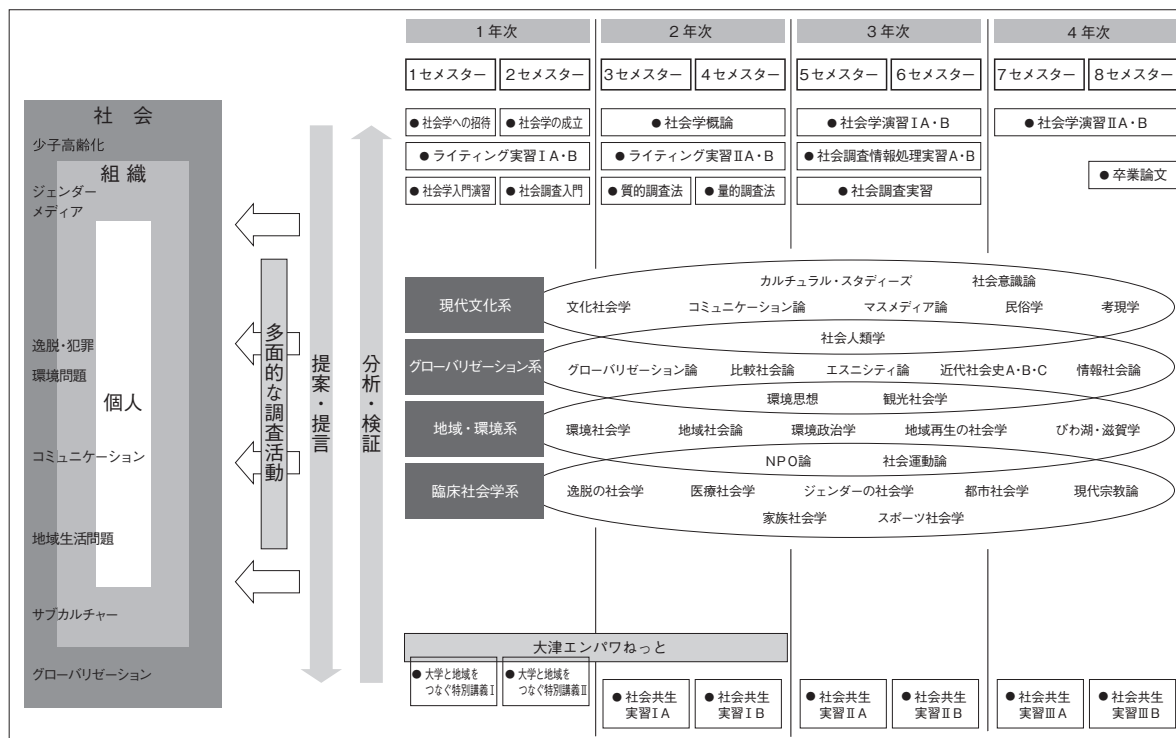 1年次
2年次
3年次
4年次
1セメスター
2セメスター
3セメスター
4セメスター
5セメスター
6セメスター
7セメスター
8セメスター
●社会学への招待
●社会学の成立
●社会学概論
●社会学演習ⅠA・B
●社会学演習ⅡA・B
●ライティング実習ⅠA・B
●ライティング実習ⅡA・B
●社会調査情報処理実習A・B
●社会学入門演習
●社会調査入門
●質的調査法
●量的調査法
●社会調査実習
●卒業論文
社 会
少子高齢化
組織
ジェンダー
メディア
逸脱・犯罪
環境問題
個人
コミュニケーション
地域生活問題
サブカルチャー
グローバリゼーション
多面的な調査活動
提案・提言
分析・検証
現代文化系
カルチュラル・スタディーズ
社会意識論
文化社会学
コミュニケーション論
マスメディア論
民俗学
考現学
社会人類学
グローバリゼーション系
グローバリゼーション論
比較社会論
エスニシティ論
近代社会史A・B・C
情報社会論
環境思想
観光社会学
地域・環境系
環境社会学
地域社会論
環境政治学
地域再生の社会学
びわ湖・滋賀学
NPO論
社会運動論
臨床社会学系
逸脱の社会学
医療社会学
ジェンダーの社会学
都市社会学
現代宗教論
家族社会学
スポーツ社会学
大津エンパワねっと
●大学と地域を
つなぐ特別講義Ⅰ
●大学と地域を
つなぐ特別講義Ⅱ
●社会共生
実習ⅠA
●社会共生
実習ⅠB
●社会共生
実習ⅡA
●社会共生
実習ⅡB
●社会共生
実習ⅢA
●社会共生
実習ⅢB